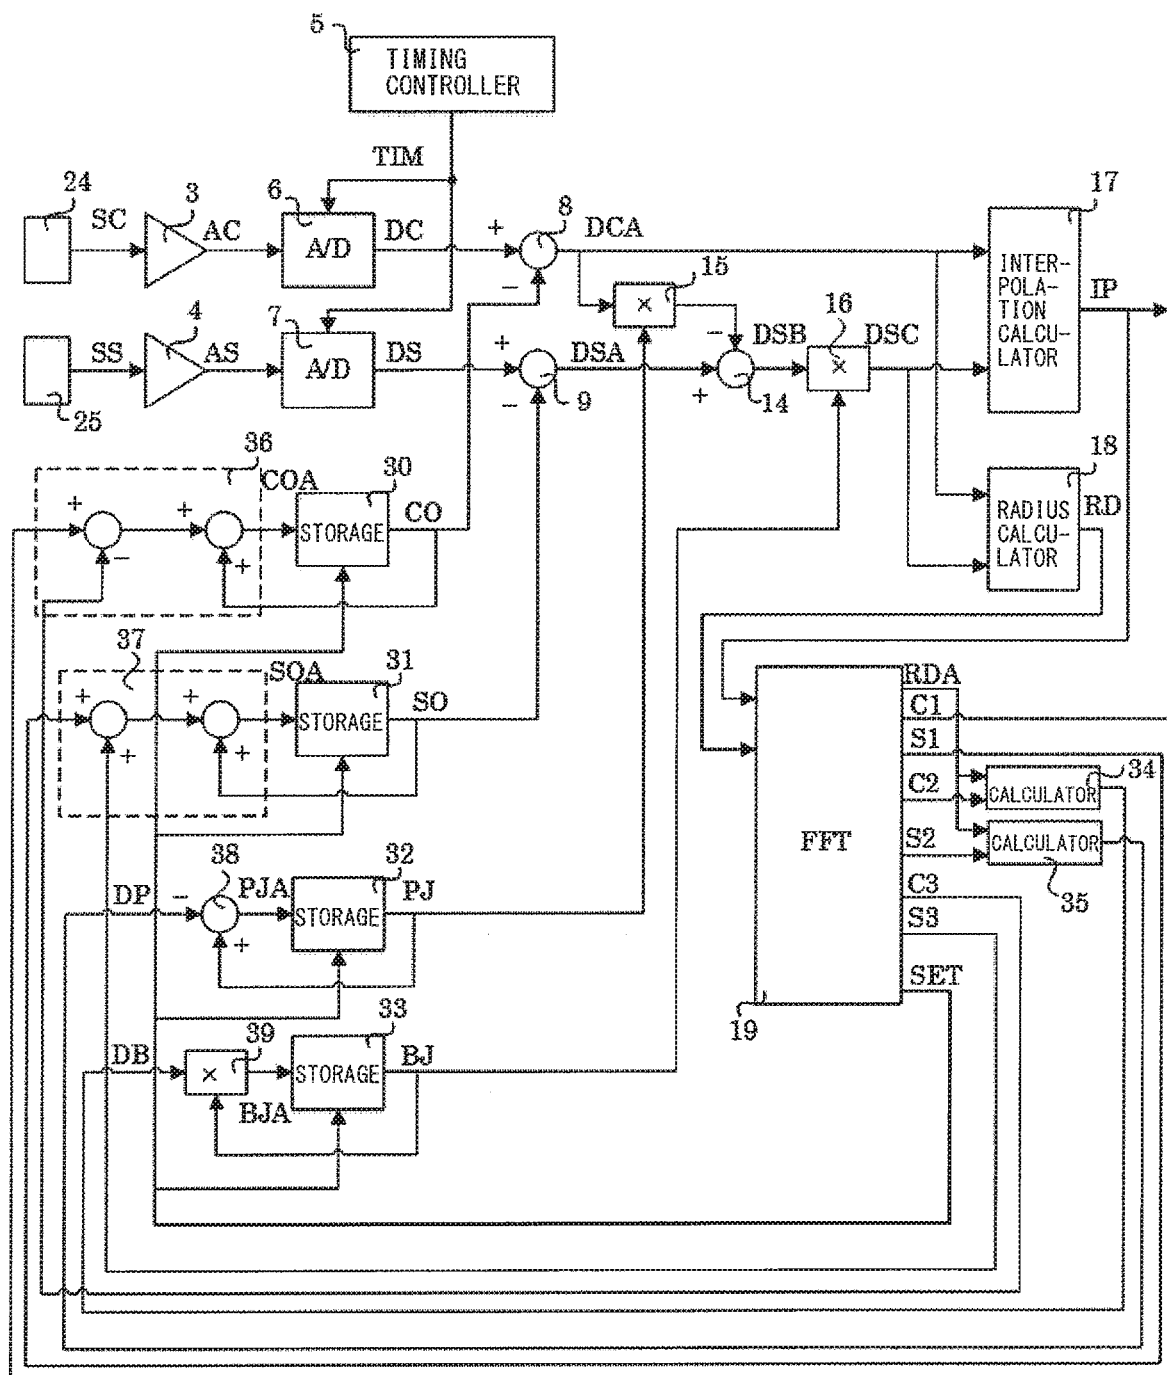 5
TIMING
CONTROLLER
TIM
24
SC
3
AC
6
A/D
DC
+
8
DCA
−
15
×
17
INTER-
POLA-
TION
CALCU-
LATOR
IP
SS
4
AS
7
A/D
DS
+
DSA
−
9
25
−
DSB
+
14
16
×
DSC
36
COA
30
+
−
+
+
STORAGE
CO
18
RADIUS
CALCU-
LATOR
RD
37
SOA
31
+
+
+
+
STORAGE
SO
RDA
C1
S1
C2
34
CALCULATOR
FFT
S2
CALCULATOR
35
C3
S3
SET
19
38
DP
−
PJA
+
32
STORAGE
PJ
DB
39
×
BJA
33
STORAGE
BJ